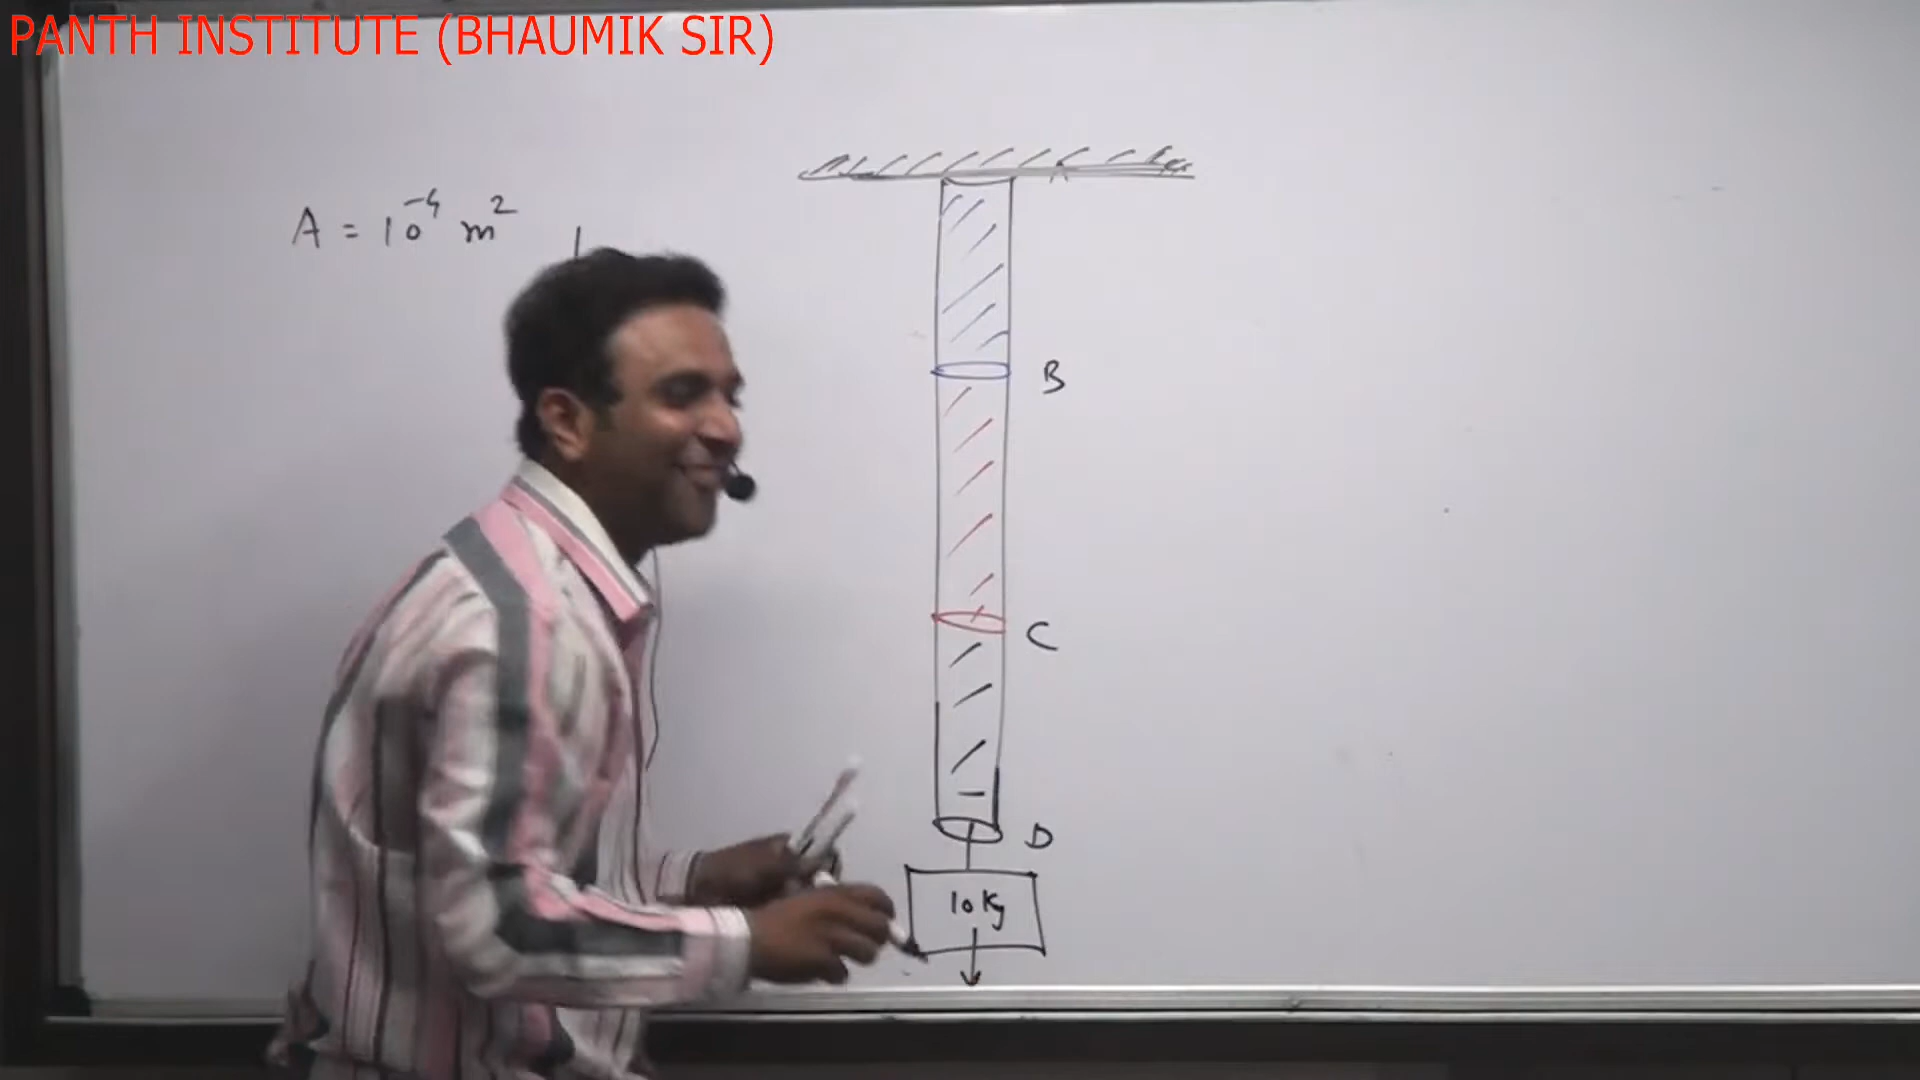 PANTH INSTITUTE (BHAUMIK SIR)
A = 10⁻⁴ m²
A
B
C
D
10 Kg